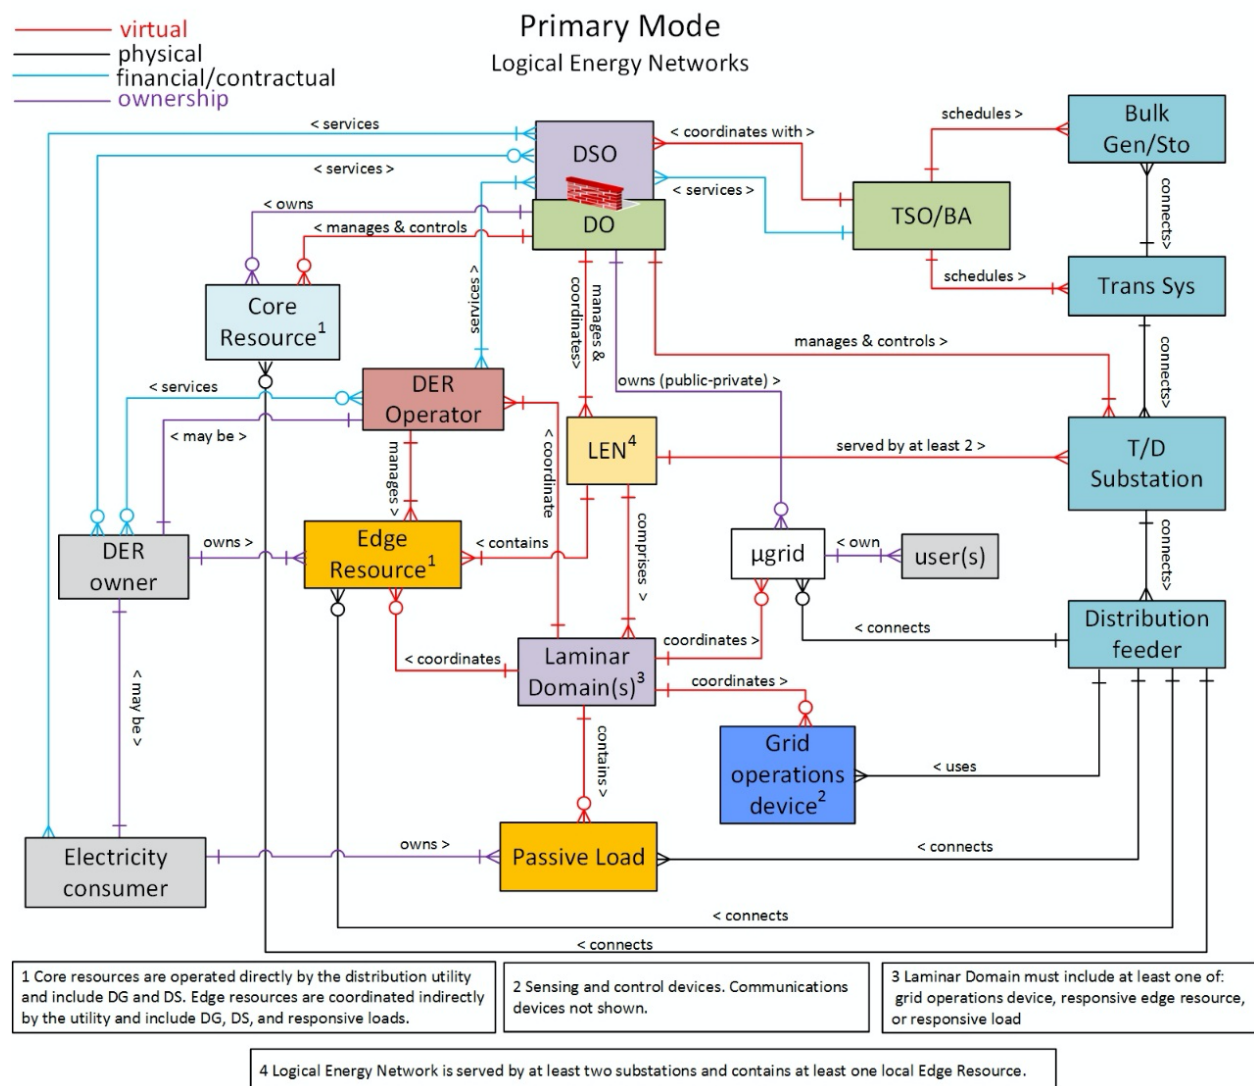 Primary Mode
Logical Energy Networks
virtual
physical
financial/contractual
ownership
< services
< services >
< owns
< manages & controls
services >
DSO
DO
< coordinates with >
< services >
TSO/BA
schedules >
schedules >
Bulk
Gen/Sto
connects>
Trans Sys
connects>
Core
Resource1
manages &
coordinates>
manages & controls >
owns (public-private) >
< services
< may be >
DER
Operator
manages >
< coordinate
LEN4
served by at least 2 >
T/D
Substation
connects>
DER
owner
owns >
Edge
Resource1
< contains
comprises >
µgrid
< own
user(s)
Distribution
feeder
< connects
< may be >
< coordinates
Laminar
Domain(s)3
coordinates >
coordinates >
contains >
Grid
operations
device2
< uses
Electricity
consumer
owns >
Passive Load
< connects
< connects
< connects
1 Core resources are operated directly by the distribution utility
and include DG and DS. Edge resources are coordinated indirectly
by the utility and include DG, DS, and responsive loads.
2 Sensing and control devices. Communications
devices not shown.
3 Laminar Domain must include at least one of:
grid operations device, responsive edge resource,
or responsive load
4 Logical Energy Network is served by at least two substations and contains at least one local Edge Resource.